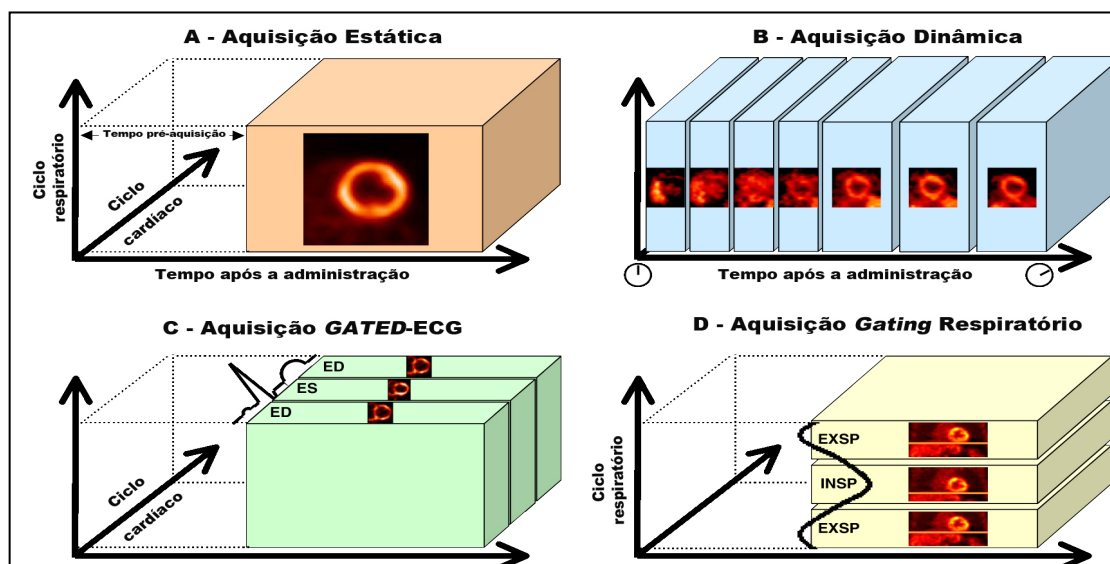 A - Aquisição Estática
Ciclo
respiratório
Tempo pré-aquisição
Ciclo
cardíaco
Tempo após a administração
B - Aquisição Dinâmica
Tempo após a administração
C - Aquisição GATED-ECG
ED
ES
ED
Ciclo
cardíaco
D - Aquisição Gating Respiratório
Ciclo
respiratório
EXSP
INSP
EXSP